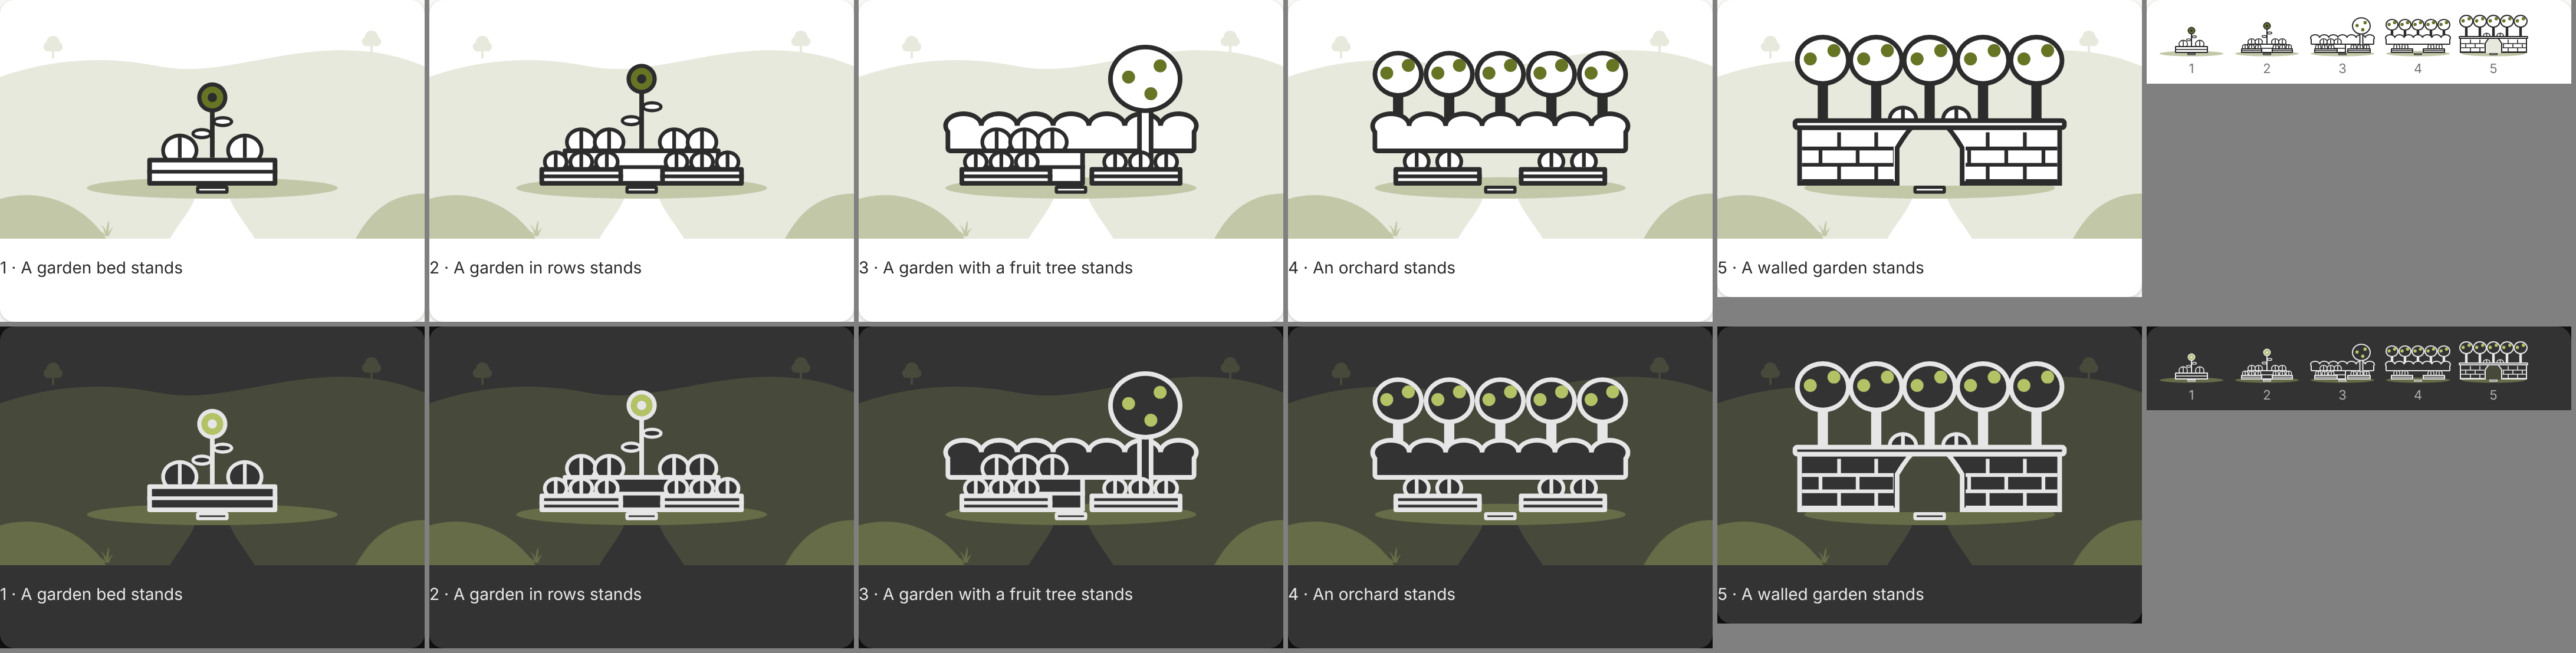 1 2 3 4 5
1 · A garden bed stands
2 · A garden in rows stands
3 · A garden with a fruit tree stands
4 · An orchard stands
5 · A walled garden stands
1 2 3 4 5
1 · A garden bed stands
2 · A garden in rows stands
3 · A garden with a fruit tree stands
4 · An orchard stands
5 · A walled garden stands